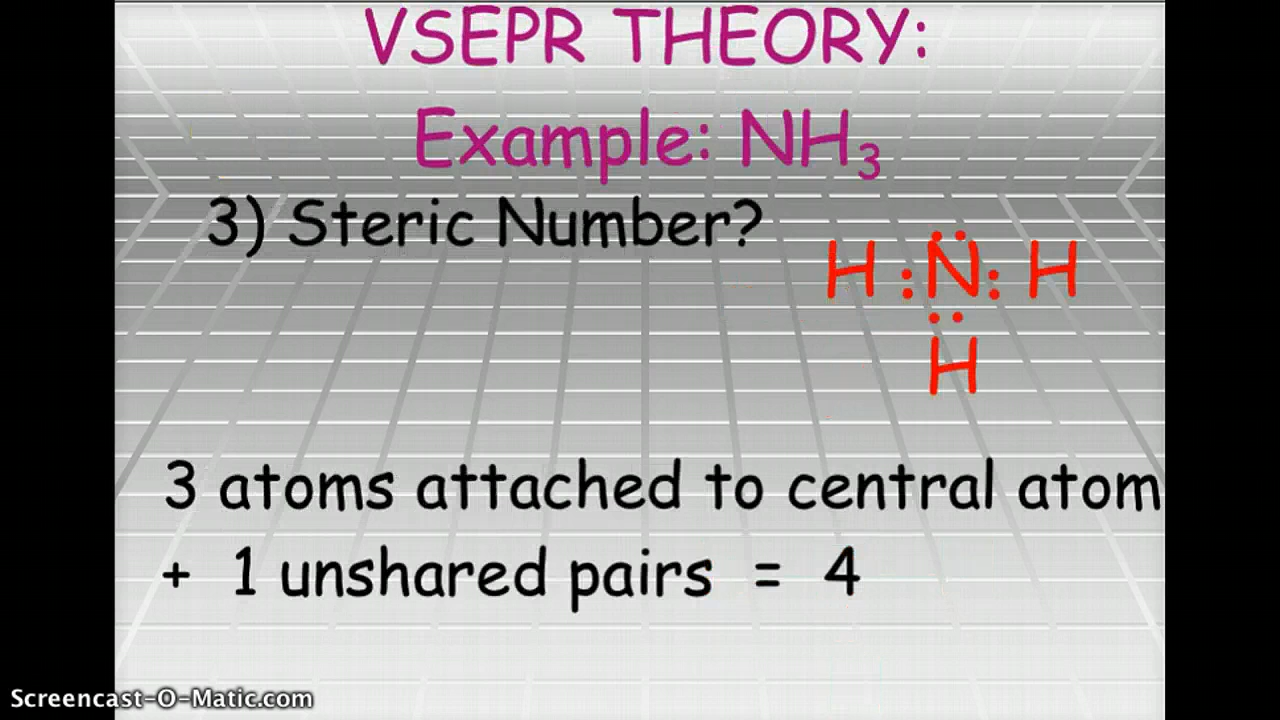 VSEPR THEORY:
Example: NH₃
3) Steric Number?
H : N : H
H
3 atoms attached to central atom
+ 1 unshared pairs = 4
Screencast-O-Matic.com